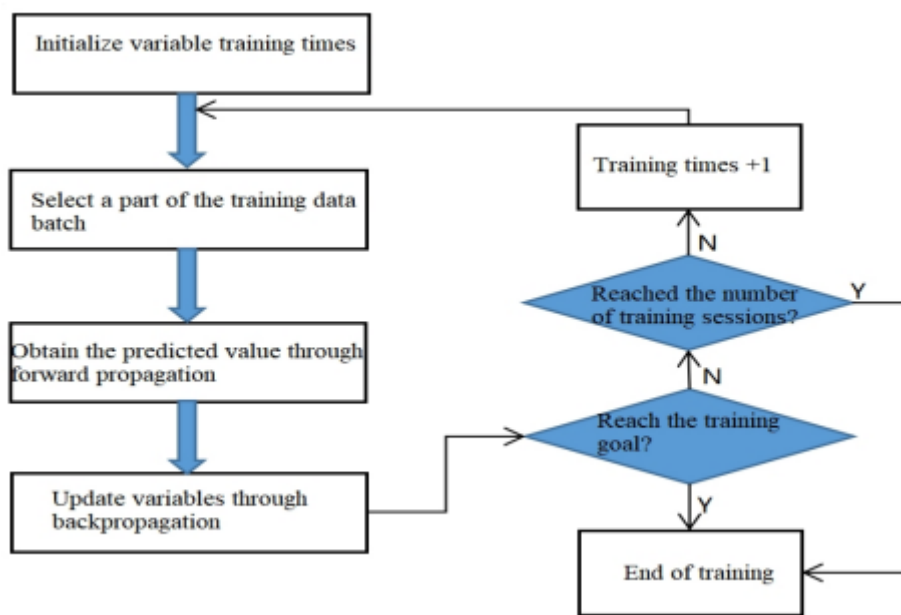 Initialize variable training times
Select a part of the training data
batch
Obtain the predicted value through
forward propagation
Update variables through
backpropagation
Training times +1
N
Reached the number
of training sessions?
Y
N
Reach the training
goal?
Y
End of training